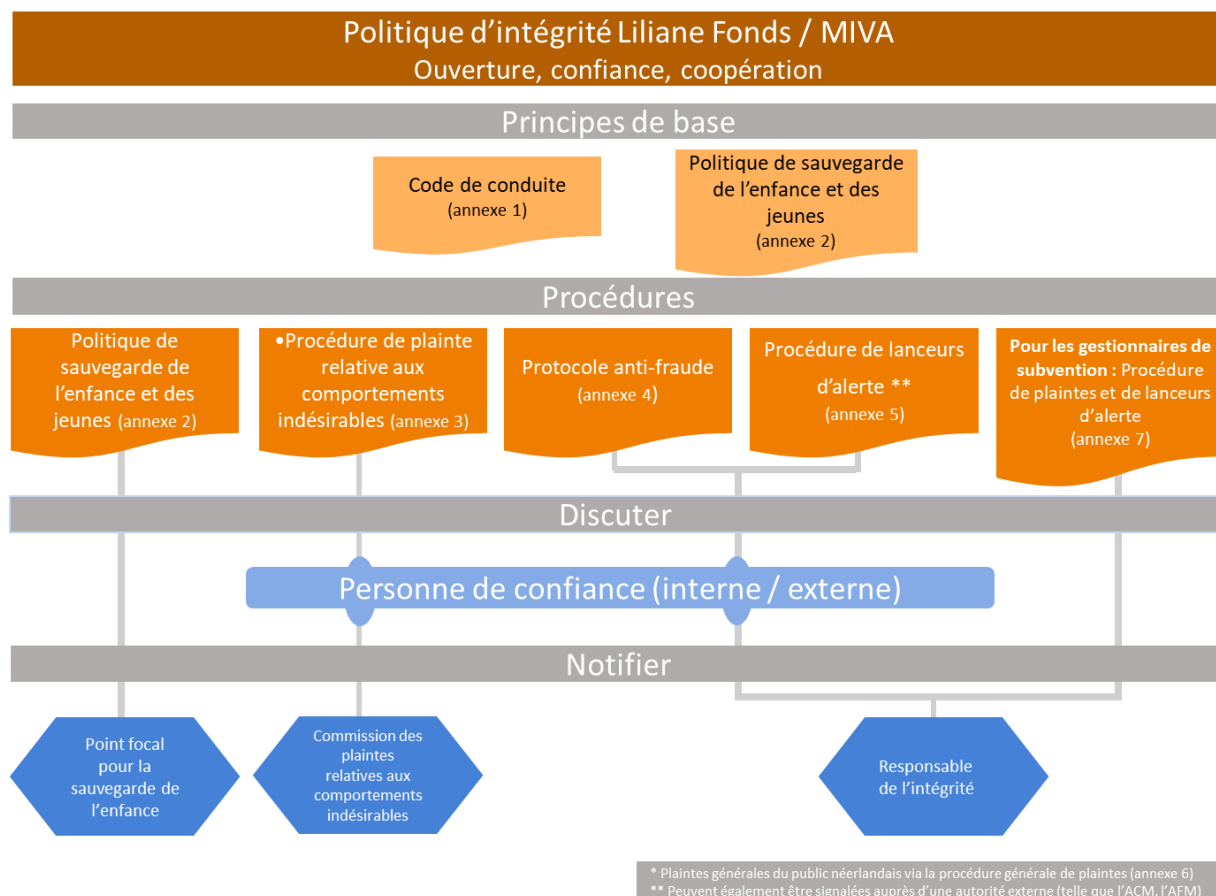 Politique d'intégrité Liliane Fonds / MIVA
Ouverture, confiance, coopération
Principes de base
Code de conduite
(annexe 1)
Politique de sauvegarde
de l'enfance et des
jeunes
(annexe 2)
Procédures
Politique de
sauvegarde de
l'enfance et des
jeunes (annexe 2)
•Procédure de plainte
relative aux
comportements
indésirables (annexe 3)
Protocole anti-fraude
(annexe 4)
Procédure de lanceurs
d'alerte **
(annexe 5)
Pour les gestionnaires de
subvention : Procédure
de plaintes et de lanceurs
d'alerte
(annexe 7)
Discuter
Personne de confiance (interne / externe)
Notifier
Point focal
pour la
sauvegarde de
l'enfance
Commission des
plaintes
relatives aux
comportements
indésirables
Responsable
de l'intégrité
* Plaintes générales du public néerlandais via la procédure générale de plaintes (annexe 6)
** Peuvent également être signalées auprès d'une autorité externe (telle que l'ACM, l'AFM)